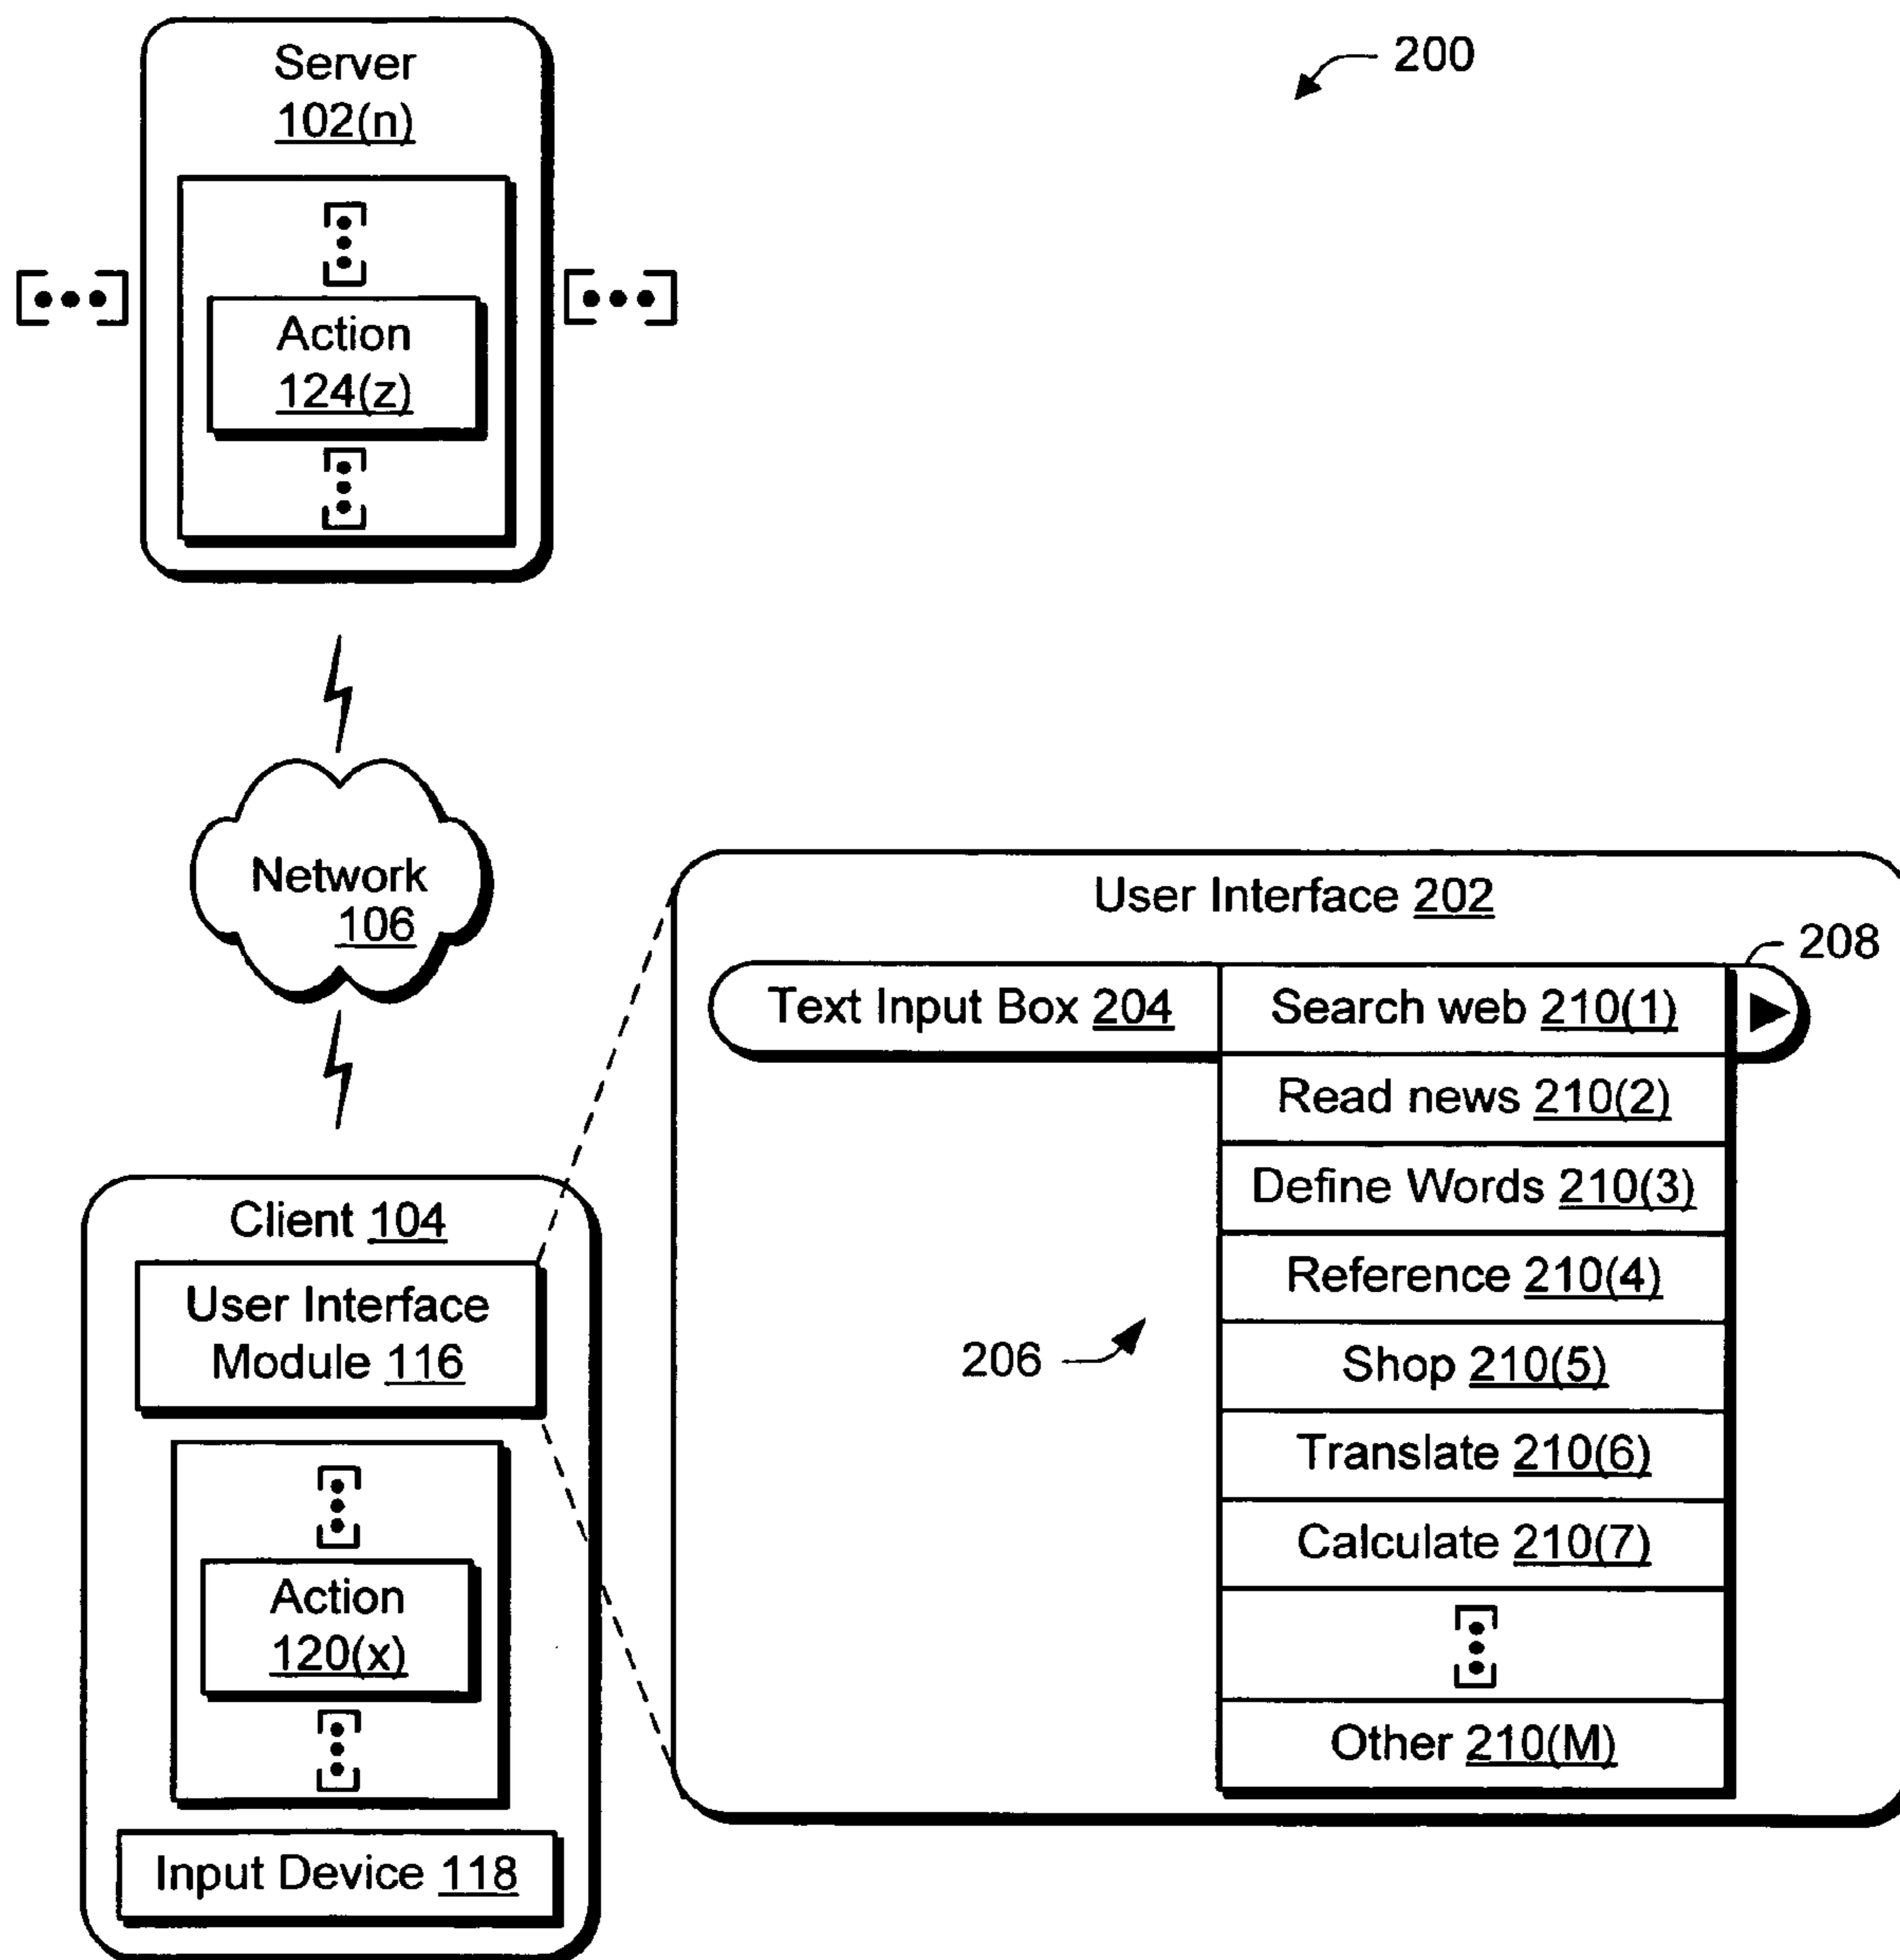 Server
102(n)
200
Action
124(z)
Network
106
User Interface 202
208
Text Input Box 204
Search web 210(1)
Read news 210(2)
Define Words 210(3)
Reference 210(4)
206
Shop 210(5)
Translate 210(6)
Calculate 210(7)
Other 210(M)
Client 104
User Interface
Module 116
Action
120(x)
Input Device 118